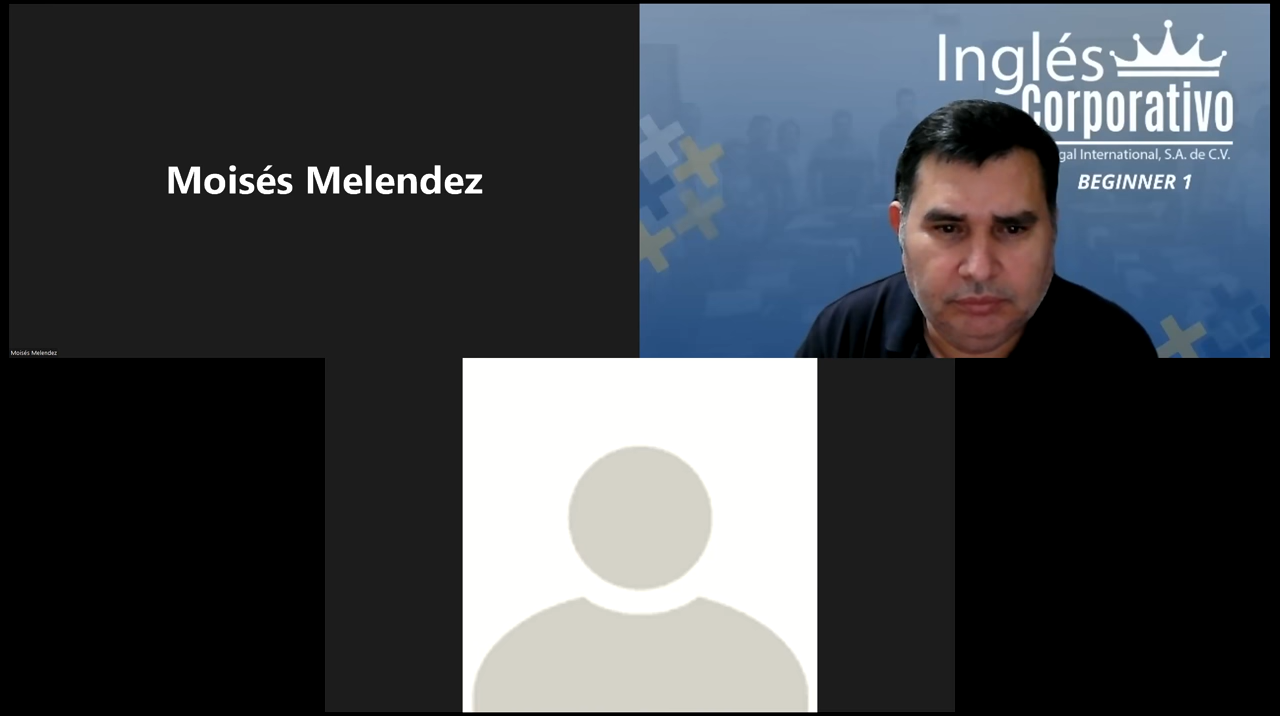 Moisés Melendez
Moisés Melendez
Inglés
Corporativo
International, S.A. de C.V.
BEGINNER 1